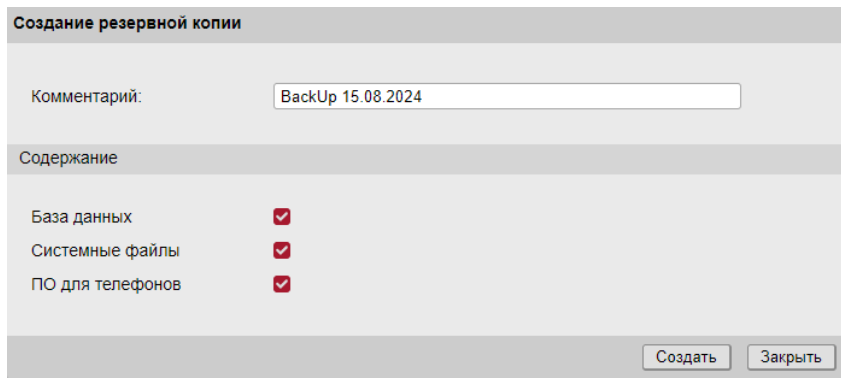 Создание резервной копии
Комментарий: BackUp 15.08.2024
Содержание
База данных
Системные файлы
ПО для телефонов
Создать Закрыть